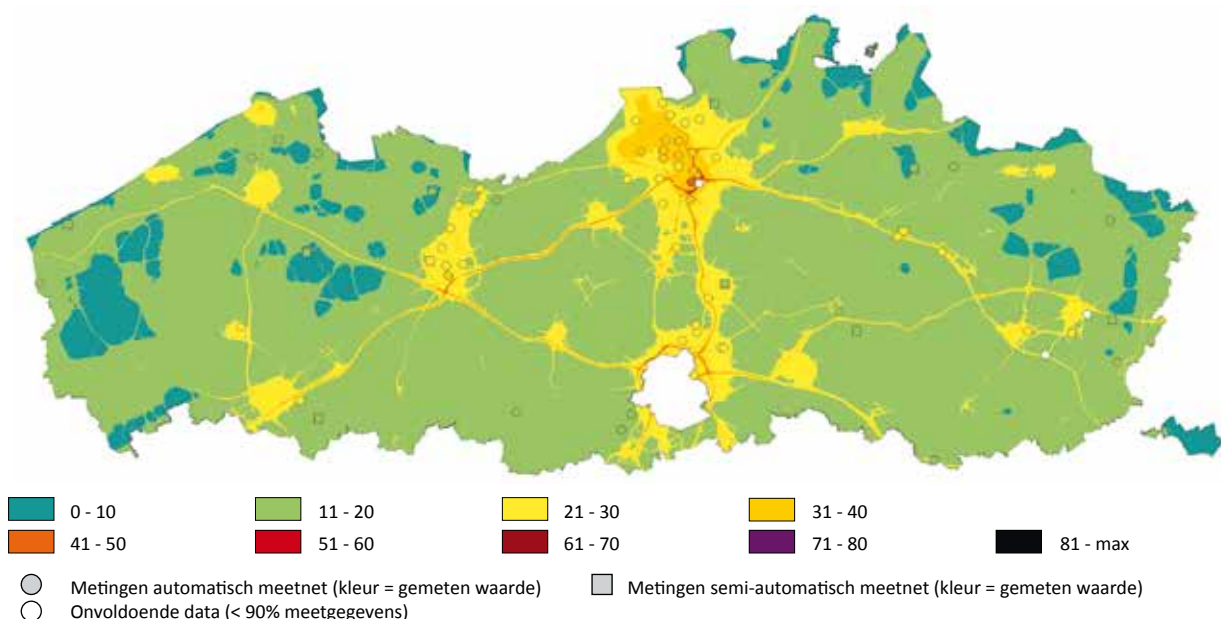 0 - 10 11 - 20 21 - 30 31 - 40
41 - 50 51 - 60 61 - 70 71 - 80 81 - max
Metingen automatisch meetnet (kleur = gemeten waarde) Metingen semi-automatisch meetnet (kleur = gemeten waarde)
Onvoldoende data (< 90% meetgegevens)